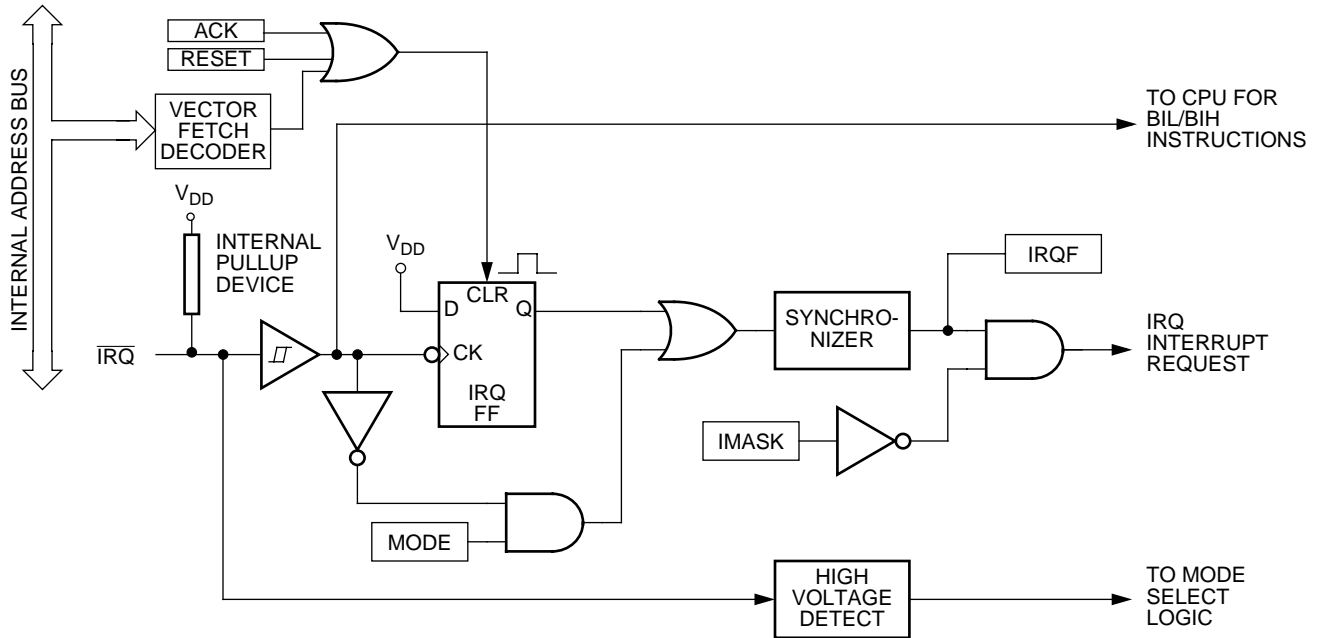 INTERNAL ADDRESS BUS
ACK
RESET
VECTOR
FETCH
DECODER
TO CPU FOR
BIL/BIH
INSTRUCTIONS
VDD
INTERNAL
PULLUP
DEVICE
VDD
CLR
D
Q
CK
IRQ
FF
IRQ
SYNCHRO-
NIZER
IRQF
IRQ
INTERRUPT
REQUEST
IMASK
MODE
HIGH
VOLTAGE
DETECT
TO MODE
SELECT
LOGIC